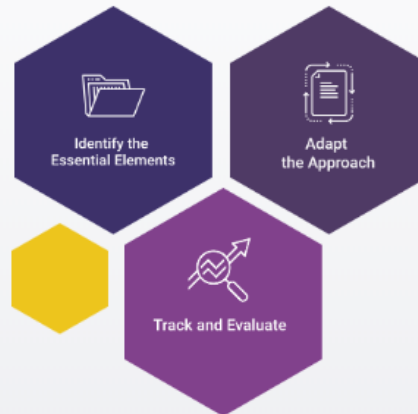 Identify the
Essential Elements
Adapt
the Approach
Track and Evaluate